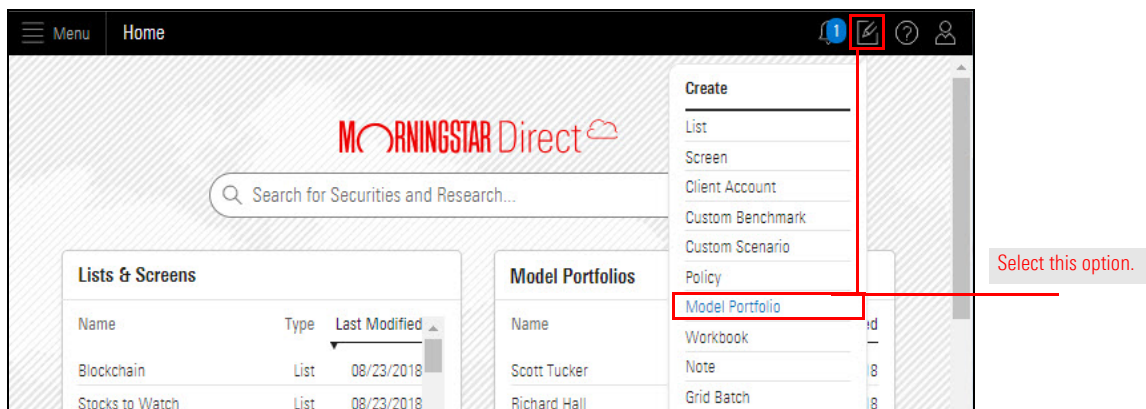 Menu Home 1
Create
List
MORNINGSTAR Direct
Screen
Search for Securities and Research...
Client Account
Custom Benchmark
Custom Scenario
Lists & Screens
Model Portfolios
Policy
Select this option.
Model Portfolio
Name Type Last Modified
Name
Workbook
Blockchain List 08/23/2018
Scott Tucker
Note
Stocks to Watch List 08/23/2018
Richard Hall
Grid Batch